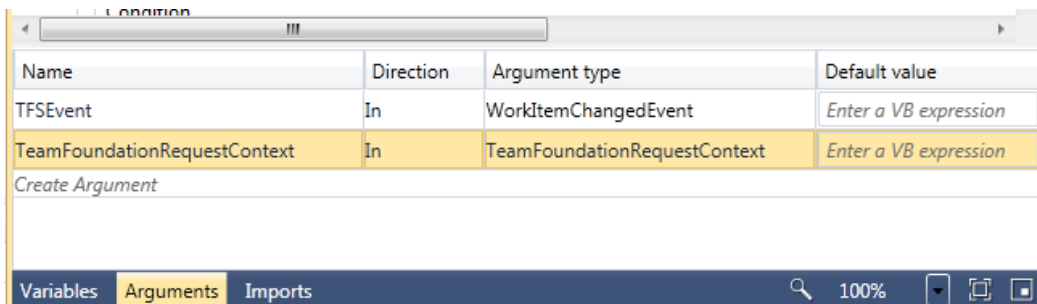 Condition
Name Direction Argument type Default value
TFSEvent In WorkItemChangedEvent Enter a VB expression
TeamFoundationRequestContext In TeamFoundationRequestContext Enter a VB expression
Create Argument
Variables Arguments Imports 100%